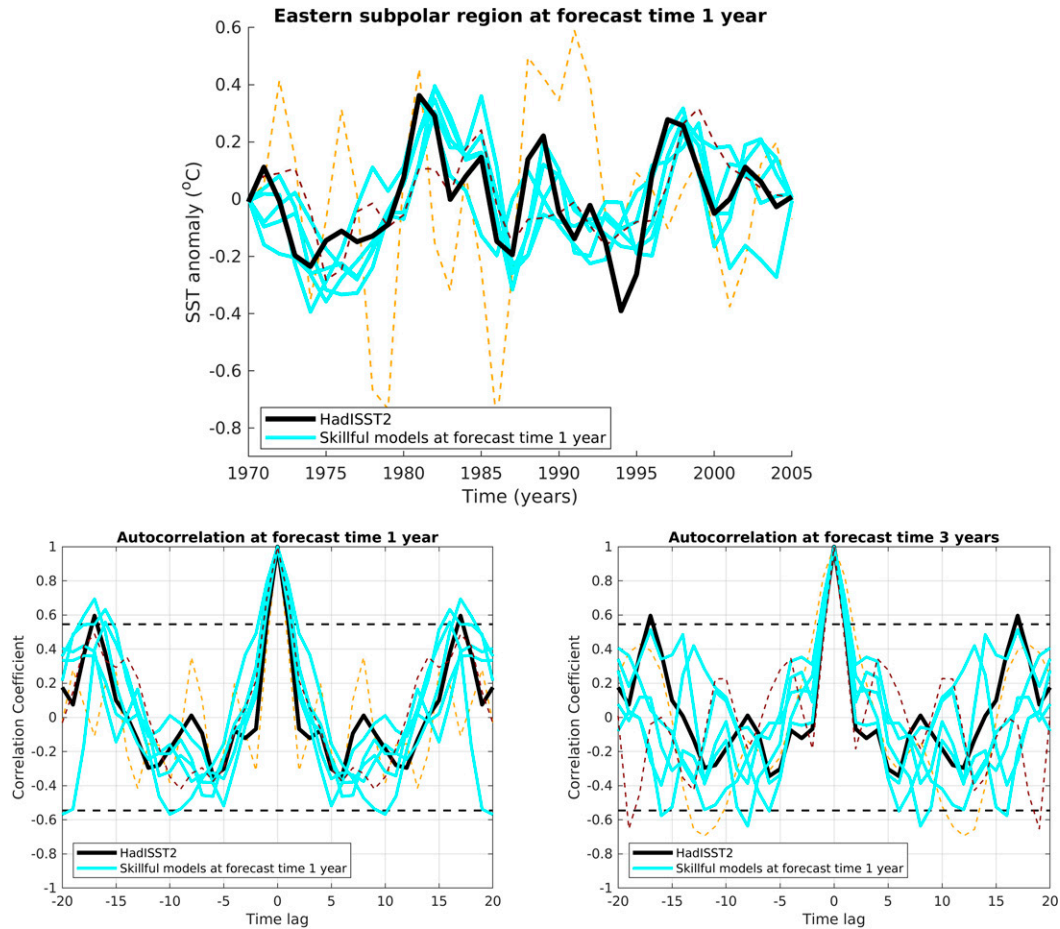 Eastern subpolar region at forecast time 1 year
SST anomaly (°C)
0.6
0.4
0.2
0
-0.2
-0.4
-0.6
-0.8
HadISST2
Skillful models at forecast time 1 year
1970 1975 1980 1985 1990 1995 2000 2005
Time (years)
Autocorrelation at forecast time 1 year
Correlation Coefficient
1
0.8
0.6
0.4
0.2
0
-0.2
-0.4
-0.6
-0.8
-1
HadISST2
Skillful models at forecast time 1 year
-20 -15 -10 -5 0 5 10 15 20
Time lag
Autocorrelation at forecast time 3 years
Correlation Coefficient
1
0.8
0.6
0.4
0.2
0
-0.2
-0.4
-0.6
-0.8
-1
HadISST2
Skillful models at forecast time 1 year
-20 -15 -10 -5 0 5 10 15 20
Time lag